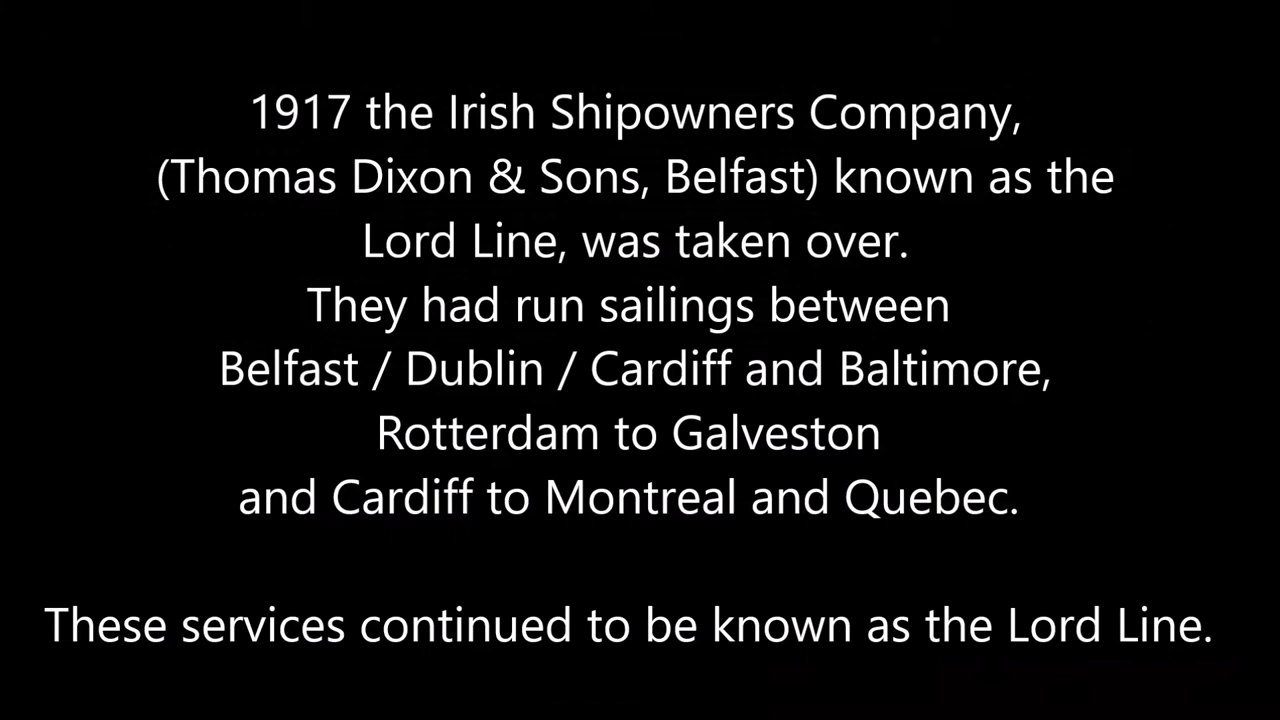 1917 the Irish Shipowners Company,
(Thomas Dixon & Sons, Belfast) known as the
Lord Line, was taken over.
They had run sailings between
Belfast / Dublin / Cardiff and Baltimore,
Rotterdam to Galveston
and Cardiff to Montreal and Quebec.
These services continued to be known as the Lord Line.